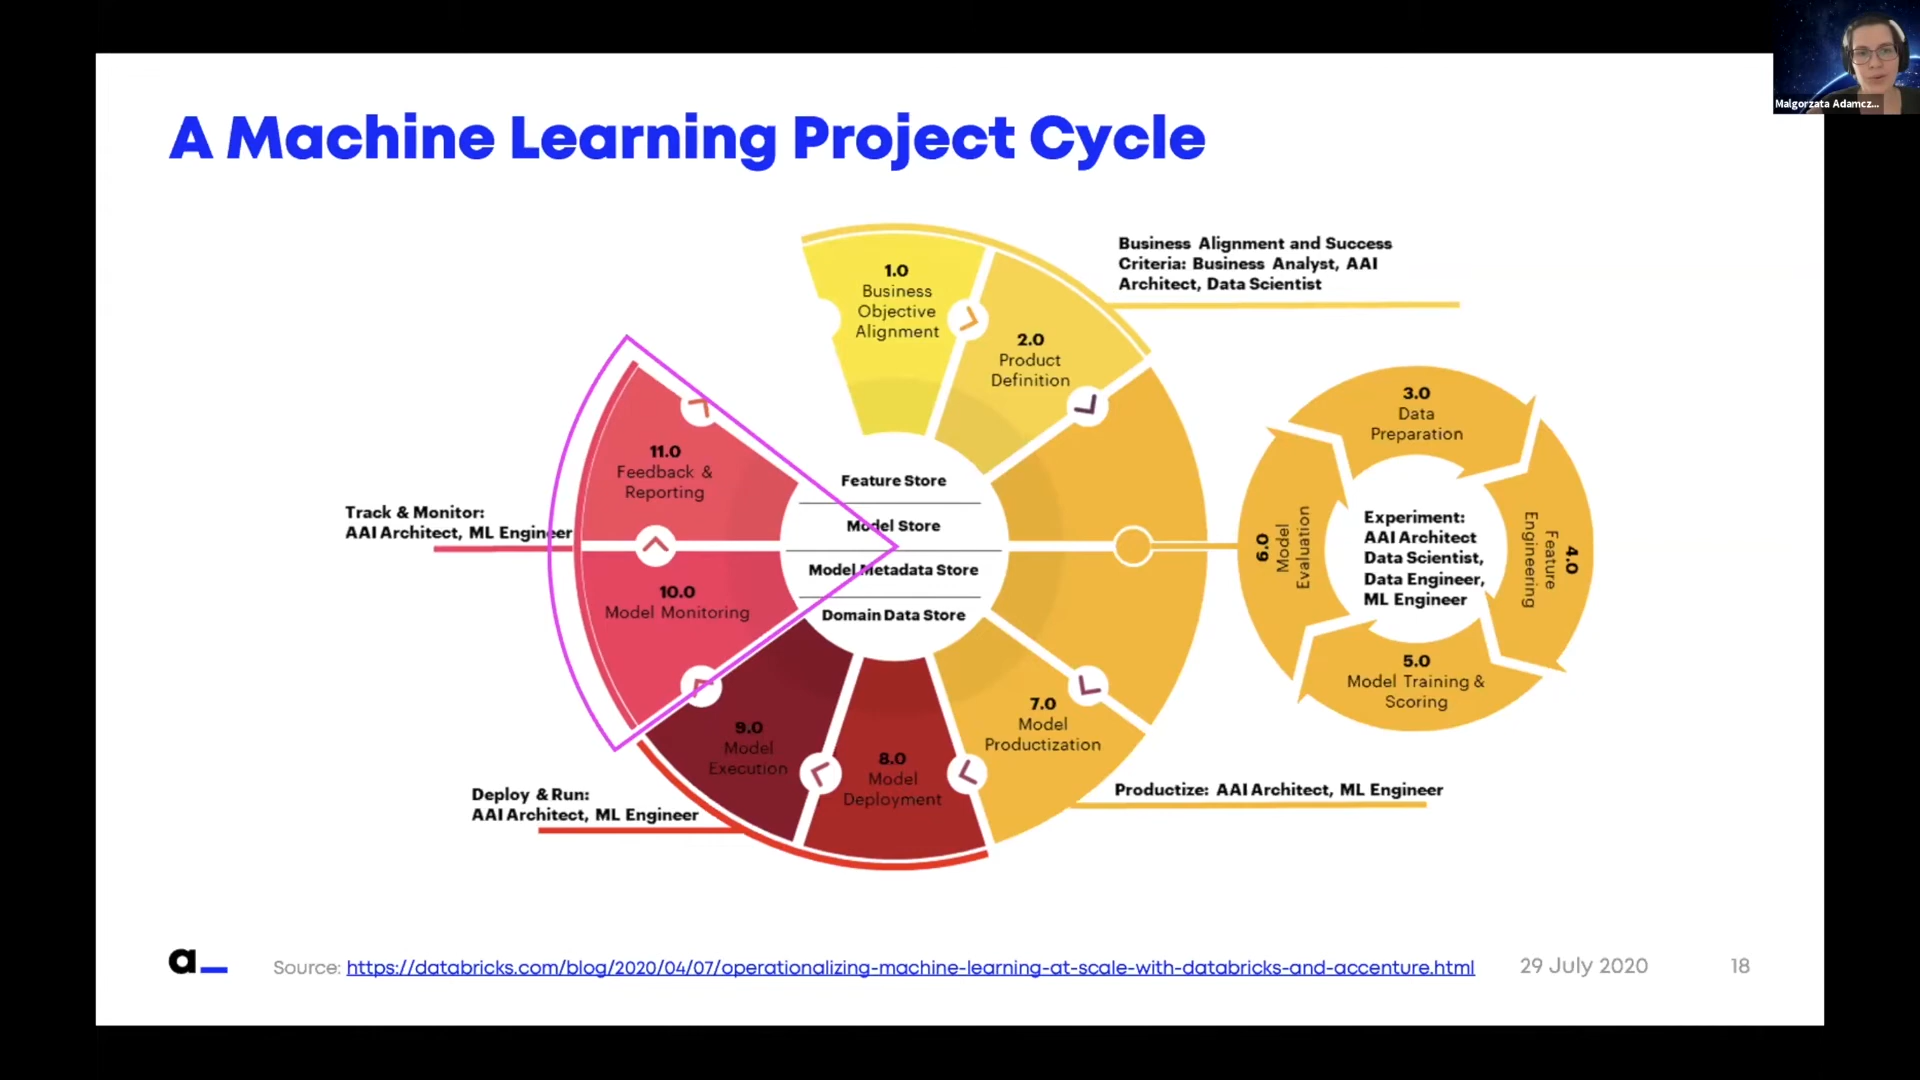 Malgorzata Adamcz...
A Machine Learning Project Cycle
1.0
Business
Objective
Alignment
2.0
Product
Definition
Business Alignment and Success
Criteria: Business Analyst, AAI
Architect, Data Scientist
3.0
Data
Preparation
4.0
Feature
Engineering
5.0
Model Training &
Scoring
6.0
Model
Evaluation
Experiment:
AAI Architect
Data Scientist,
Data Engineer,
ML Engineer
7.0
Model
Productization
Productize: AAI Architect, ML Engineer
8.0
Model
Deployment
9.0
Model
Execution
Deploy & Run:
AAI Architect, ML Engineer
10.0
Model Monitoring
11.0
Feedback &
Reporting
Track & Monitor:
AAI Architect, ML Engineer
Feature Store
Model Store
Model Metadata Store
Domain Data Store
a_
Source: https://databricks.com/blog/2020/04/07/operationalizing-machine-learning-at-scale-with-databricks-and-accenture.html
29 July 2020
18